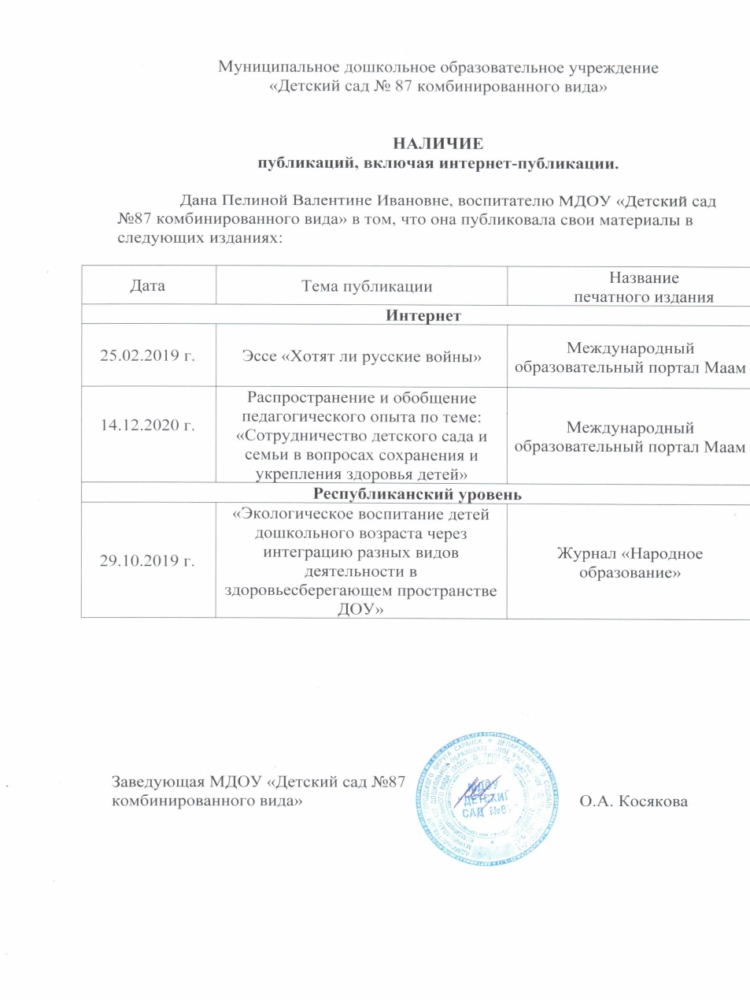 Муниципальное дошкольное образовательное учреждение
«Детский сад № 87 комбинированного вида»
НАЛИЧИЕ
публикаций, включая интернет-публикации.
Дана Пелиной Валентине Ивановне, воспитателю МДОУ «Детский сад
№87 комбинированного вида» в том, что она публиковала свои материалы в
следующих изданиях:
Дата
Тема публикации
Название
печатного издания
Интернет
25.02.2019 г.
Эссе «Хотят ли русские войны»
Международный
образовательный портал Маам
14.12.2020 г.
Распространение и обобщение
педагогического опыта по теме:
«Сотрудничество детского сада и
семьи в вопросах сохранения и
укрепления здоровья детей»
Международный
образовательный портал Маам
Республиканский уровень
29.10.2019 г.
«Экологическое воспитание детей
дошкольного возраста через
интеграцию разных видов
деятельности в
здоровьесберегающем пространстве
ДОУ»
Журнал «Народное
образование»
Заведующая МДОУ «Детский сад №87
комбинированного вида»
О.А. Косякова
МДОУ
ДЕТСКИЙ
САД